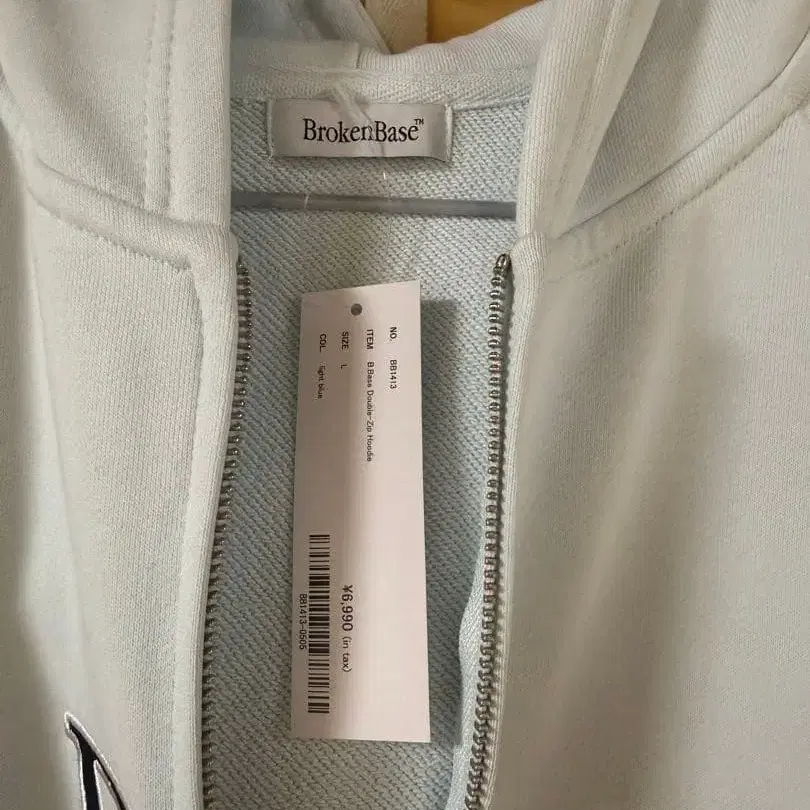 BrokenBase™
NO. BB1413
ITEM B.Base Double-Zip Hoodie
SIZE L
COL. light blue
¥6,990 (in tax)
BB1413-0505